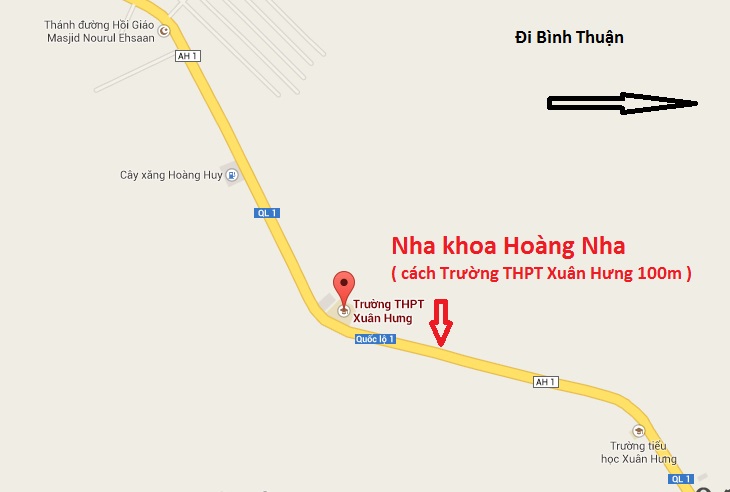 Thánh đường Hồi Giáo
Masjid Nourul Ehsaan
AH 1
Đi Bình Thuận
Cây xăng Hoàng Huy
QL 1
Nha khoa Hoàng Nha
( cách Trường THPT Xuân Hưng 100m )
Trường THPT
Xuân Hưng
Quốc lộ 1
AH 1
Trường tiểu
học Xuân Hưng
QL 1